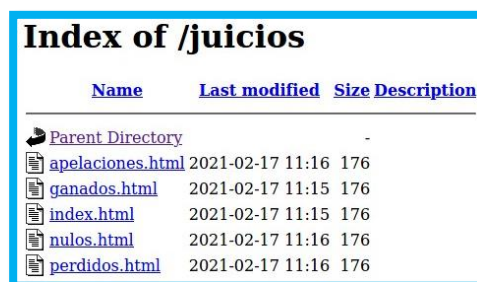 Index of /juicios
Name Last modified Size Description
Parent Directory -
apelaciones.html 2021-02-17 11:16 176
ganados.html 2021-02-17 11:15 176
index.html 2021-02-17 11:15 176
nulos.html 2021-02-17 11:16 176
perdidos.html 2021-02-17 11:16 176